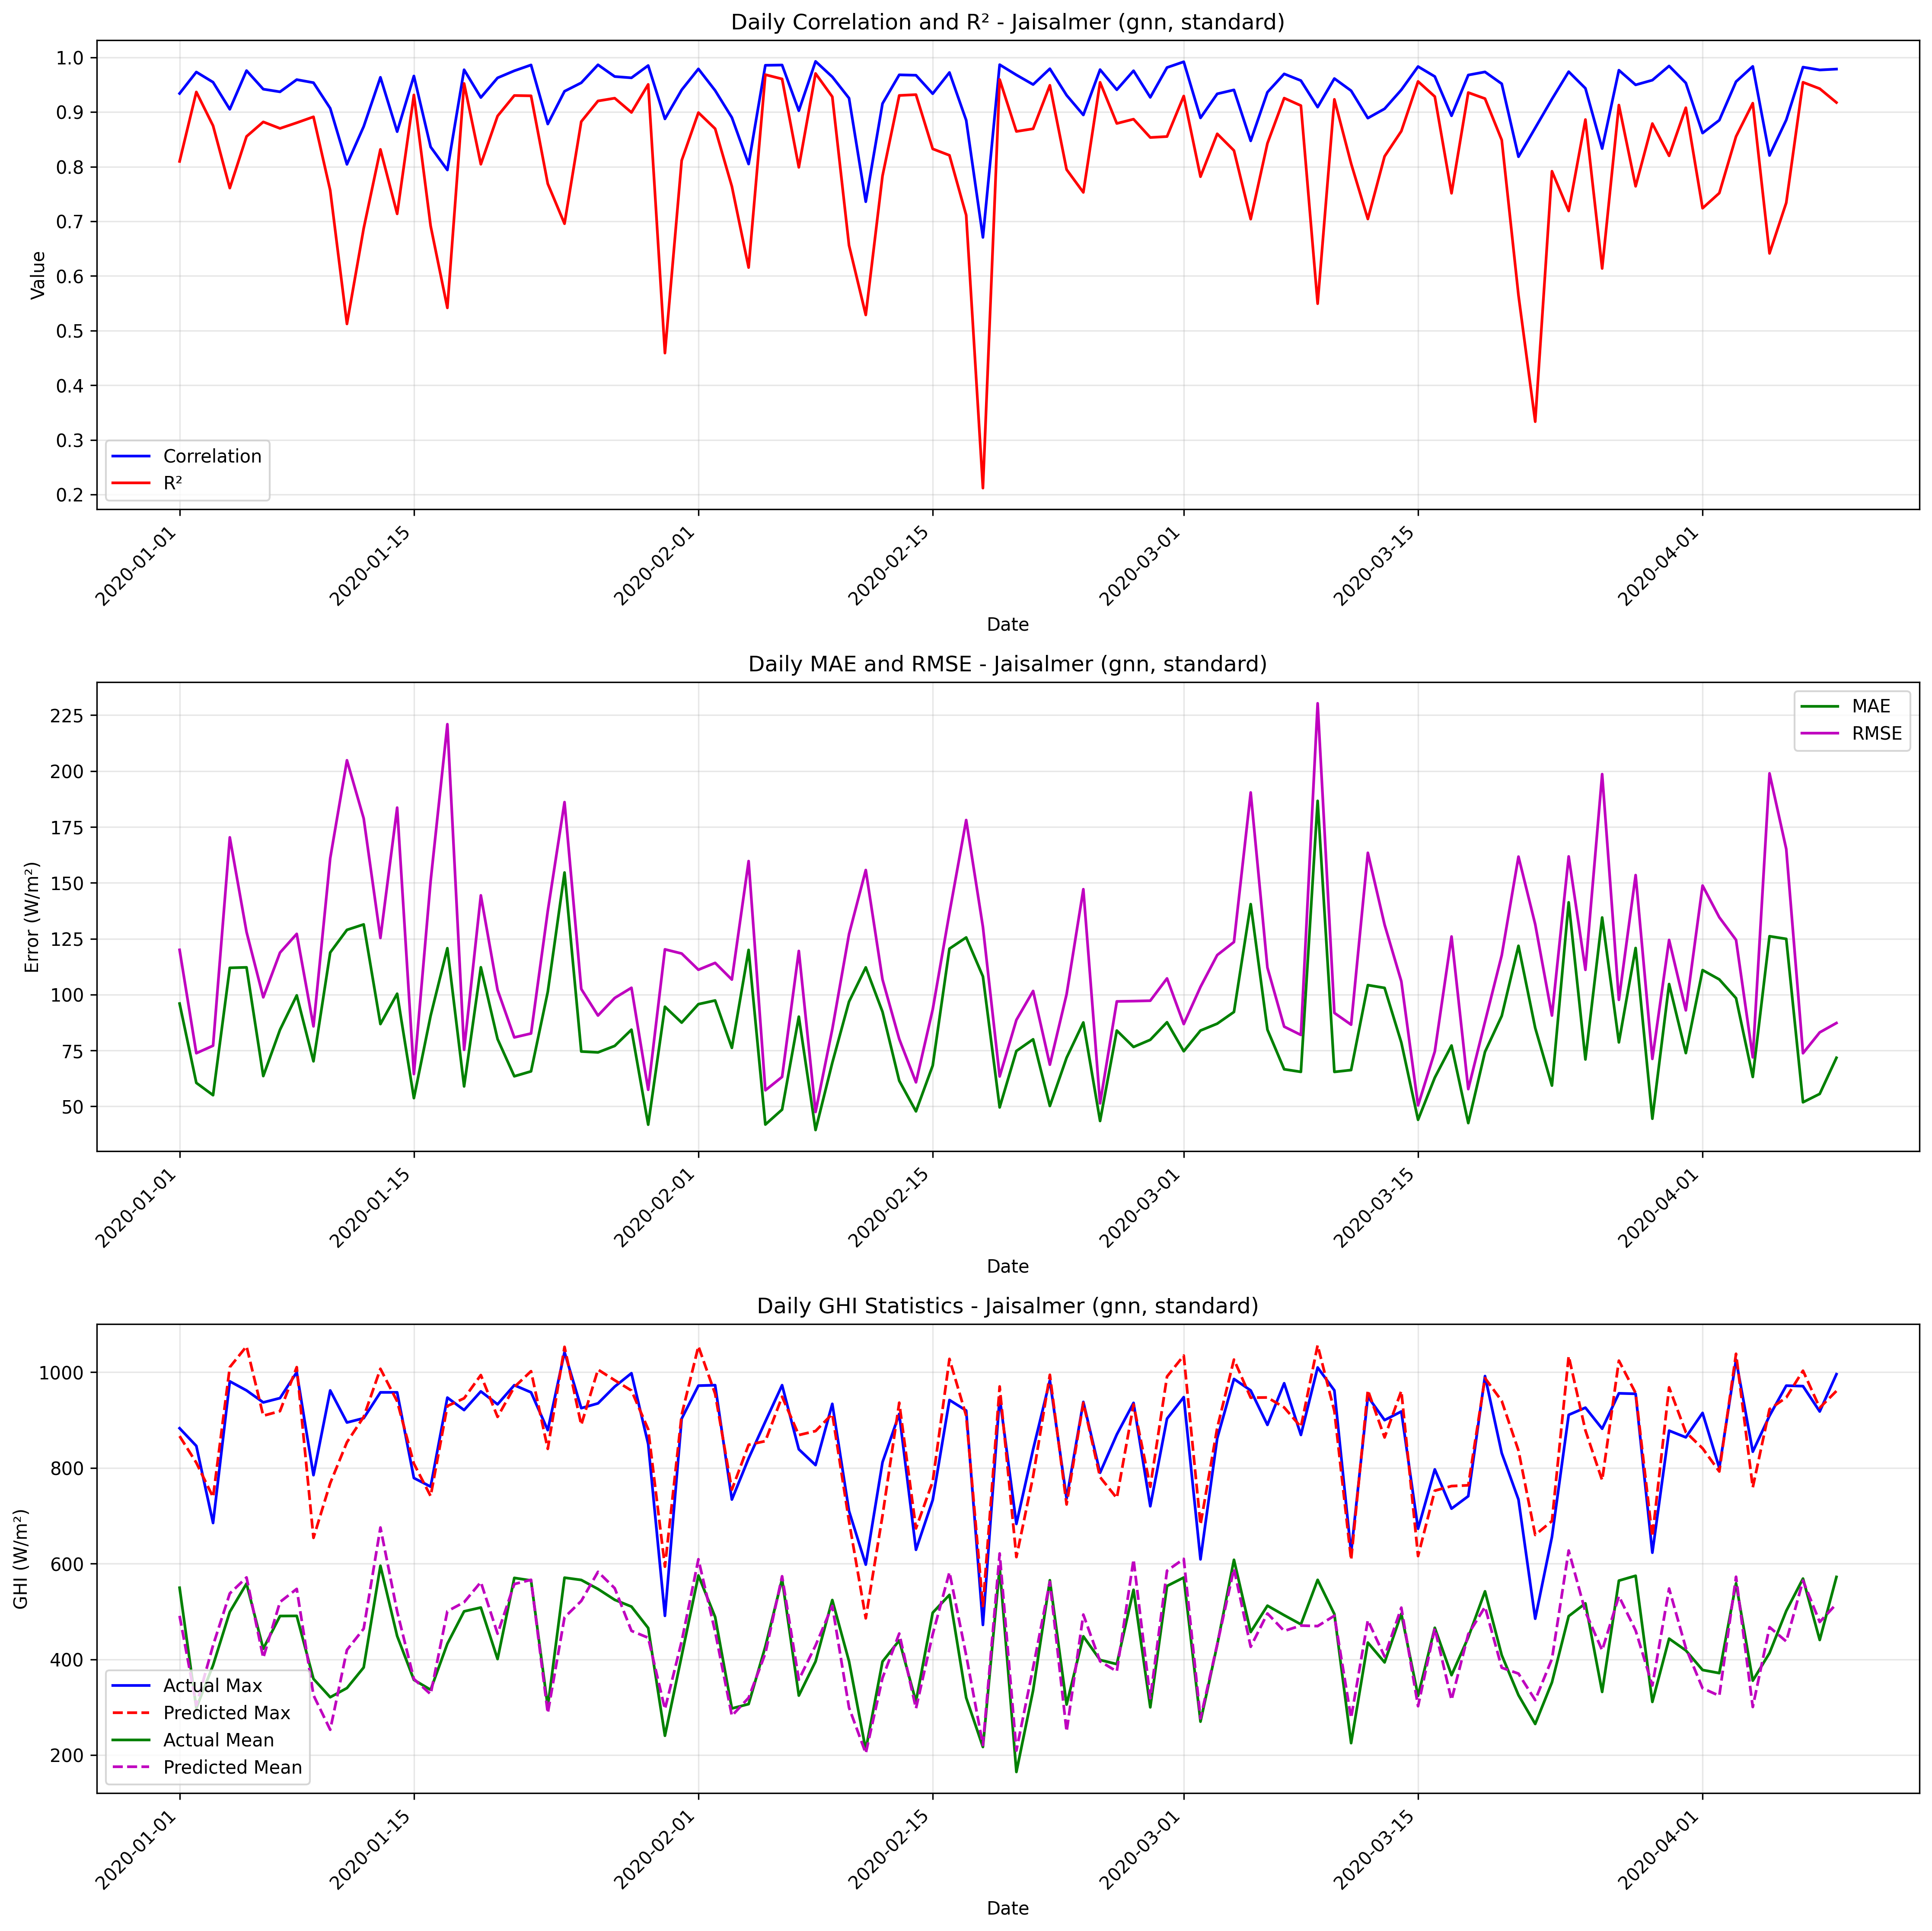 Daily Correlation and R² - Jaisalmer (gnn, standard)
1.0
0.9
0.8
0.7
0.6
0.5
0.4
0.3
0.2
Value
Correlation
R²
2020-01-01
2020-01-15
2020-02-01
2020-02-15
2020-03-01
2020-03-15
2020-04-01
Date
Daily MAE and RMSE - Jaisalmer (gnn, standard)
225
200
175
150
125
100
75
50
Error (W/m²)
MAE
RMSE
2020-01-01
2020-01-15
2020-02-01
2020-02-15
2020-03-01
2020-03-15
2020-04-01
Date
Daily GHI Statistics - Jaisalmer (gnn, standard)
1000
800
600
400
200
GHI (W/m²)
Actual Max
Predicted Max
Actual Mean
Predicted Mean
2020-01-01
2020-01-15
2020-02-01
2020-02-15
2020-03-01
2020-03-15
2020-04-01
Date